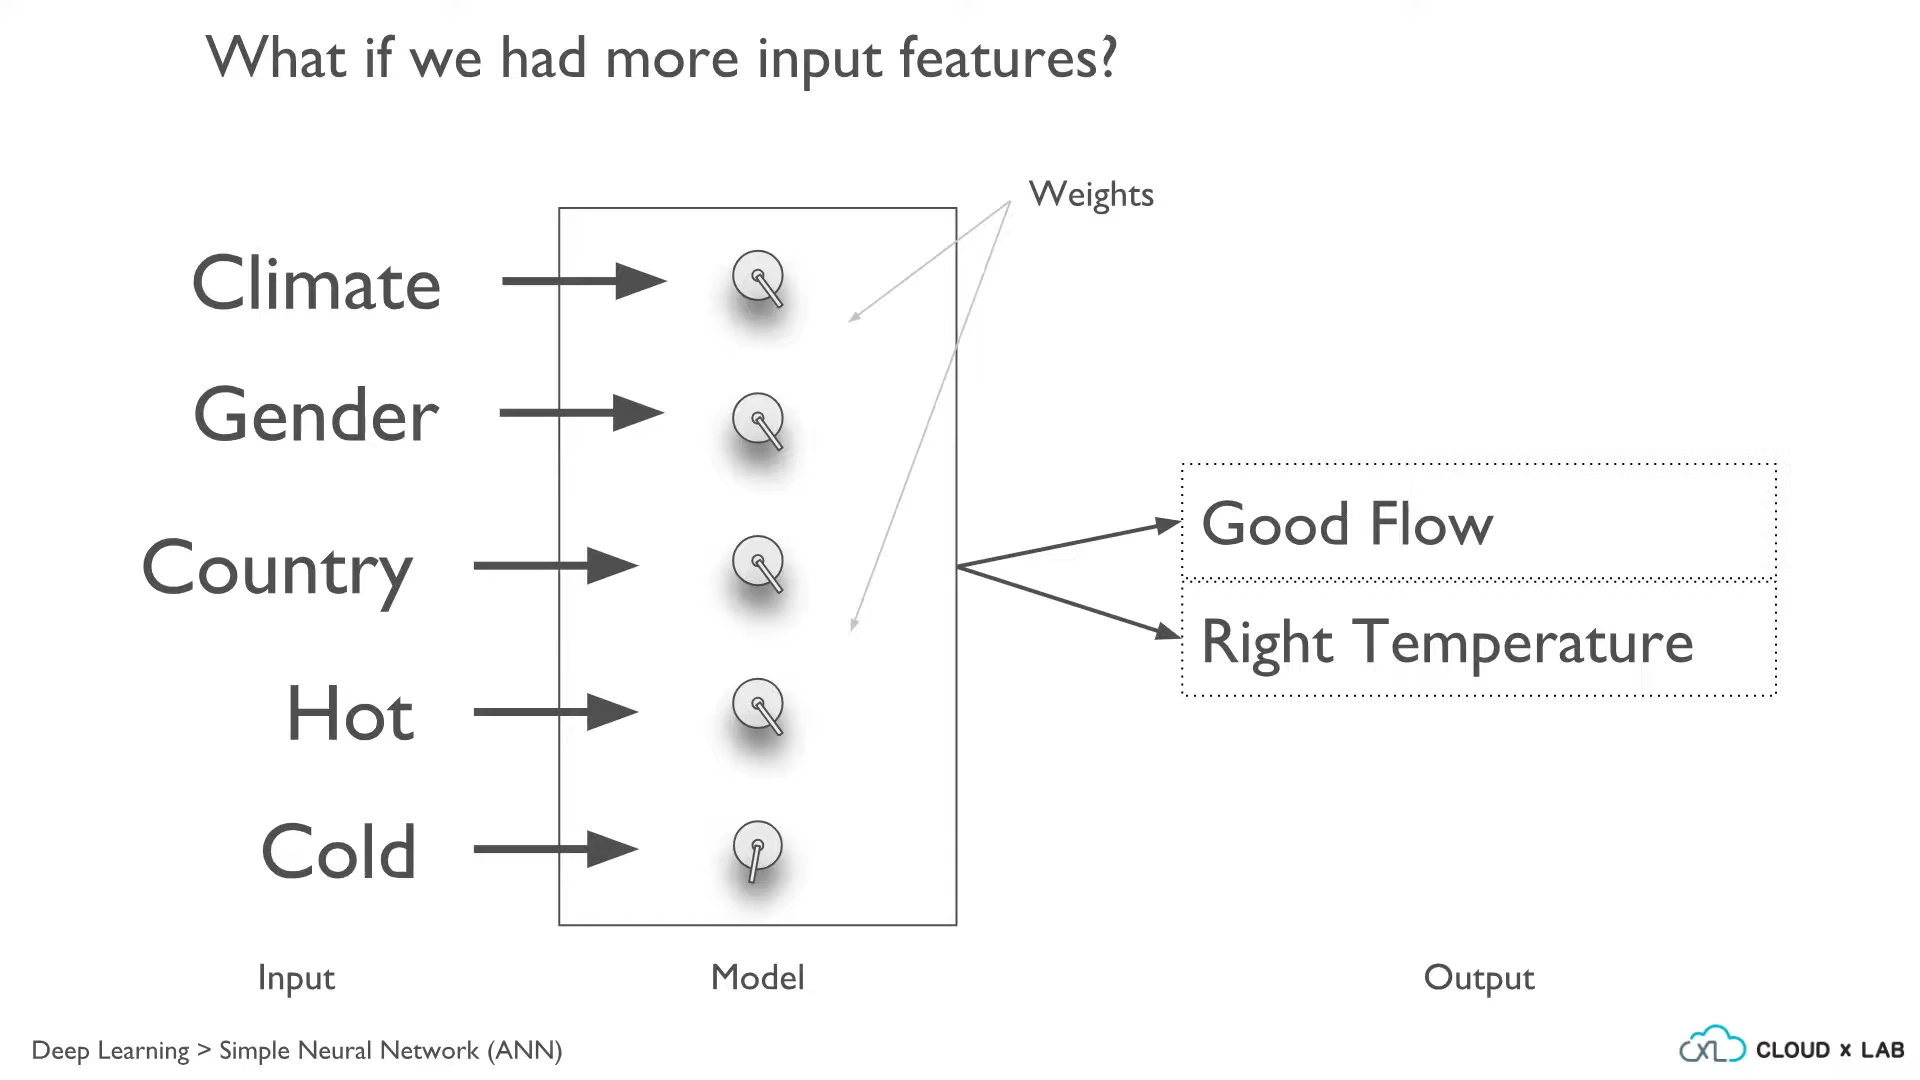 What if we had more input features?
Weights
Climate
Gender
Country
Hot
Cold
Good Flow
Right Temperature
Input
Model
Output
Deep Learning > Simple Neural Network (ANN)
CXL CLOUD x LAB